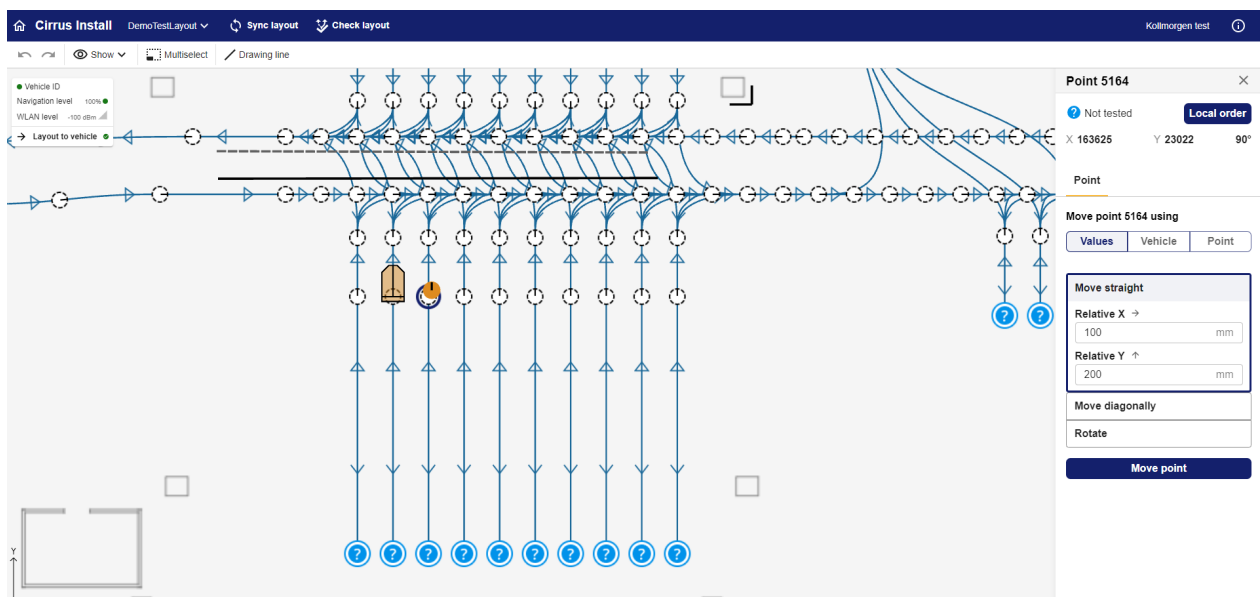 Cirrus Install DemoTestLayout Sync layout Check layout Kollmorgen test
Show Multiselect Drawing line
Vehicle ID
Navigation level 100%
WLAN level -100 dBm
Layout to vehicle
Point 5164
? Not tested Local order
X 163625 Y 23022 90°
Point
Move point 5164 using
Values Vehicle Point
Move straight
Relative X
100 mm
Relative Y
200 mm
Move diagonally
Rotate
Move point
? ?
? ? ? ? ? ? ? ? ? ?
Y